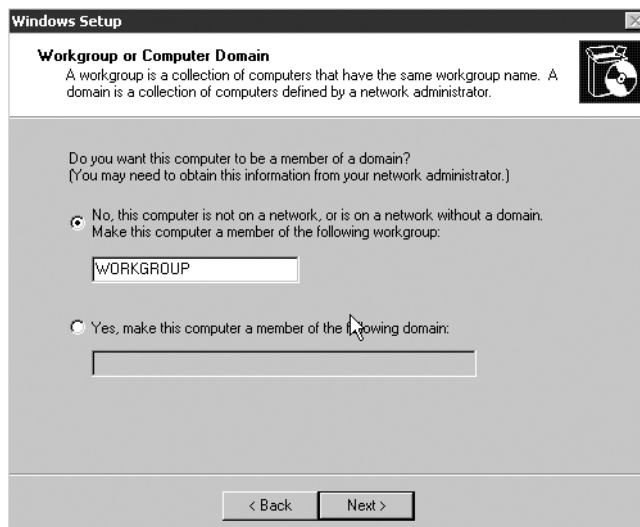 Windows Setup
Workgroup or Computer Domain
A workgroup is a collection of computers that have the same workgroup name. A
domain is a collection of computers defined by a network administrator.
Do you want this computer to be a member of a domain?
(You may need to obtain this information from your network administrator.)
No, this computer is not on a network, or is on a network without a domain.
Make this computer a member of the following workgroup:
WORKGROUP
Yes, make this computer a member of the following domain:
< Back
Next >